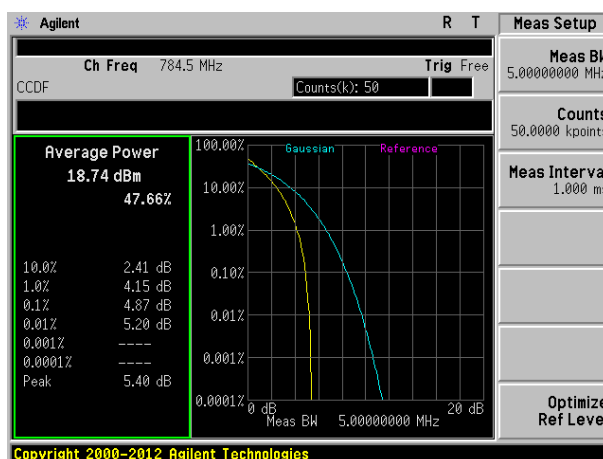 Agilent R T Meas Setup
Ch Freq 784.5 MHz Trig Free
CCDF Counts(k): 50
Meas BW
5.00000000 MHz
Counts
50.0000 kpoints
Meas Interval
1.000 ms
Optimize
Ref Level
Average Power
18.74 dBm
47.66%
10.0% 2.41 dB
1.0% 4.15 dB
0.1% 4.87 dB
0.01% 5.20 dB
0.001% ----
0.0001% ----
Peak 5.40 dB
Gaussian Reference
100.00%
10.00%
1.00%
0.10%
0.01%
0.001%
0.0001%
0 dB 20 dB
Meas BW 5.00000000 MHz
Copyright 2000-2012 Agilent Technologies